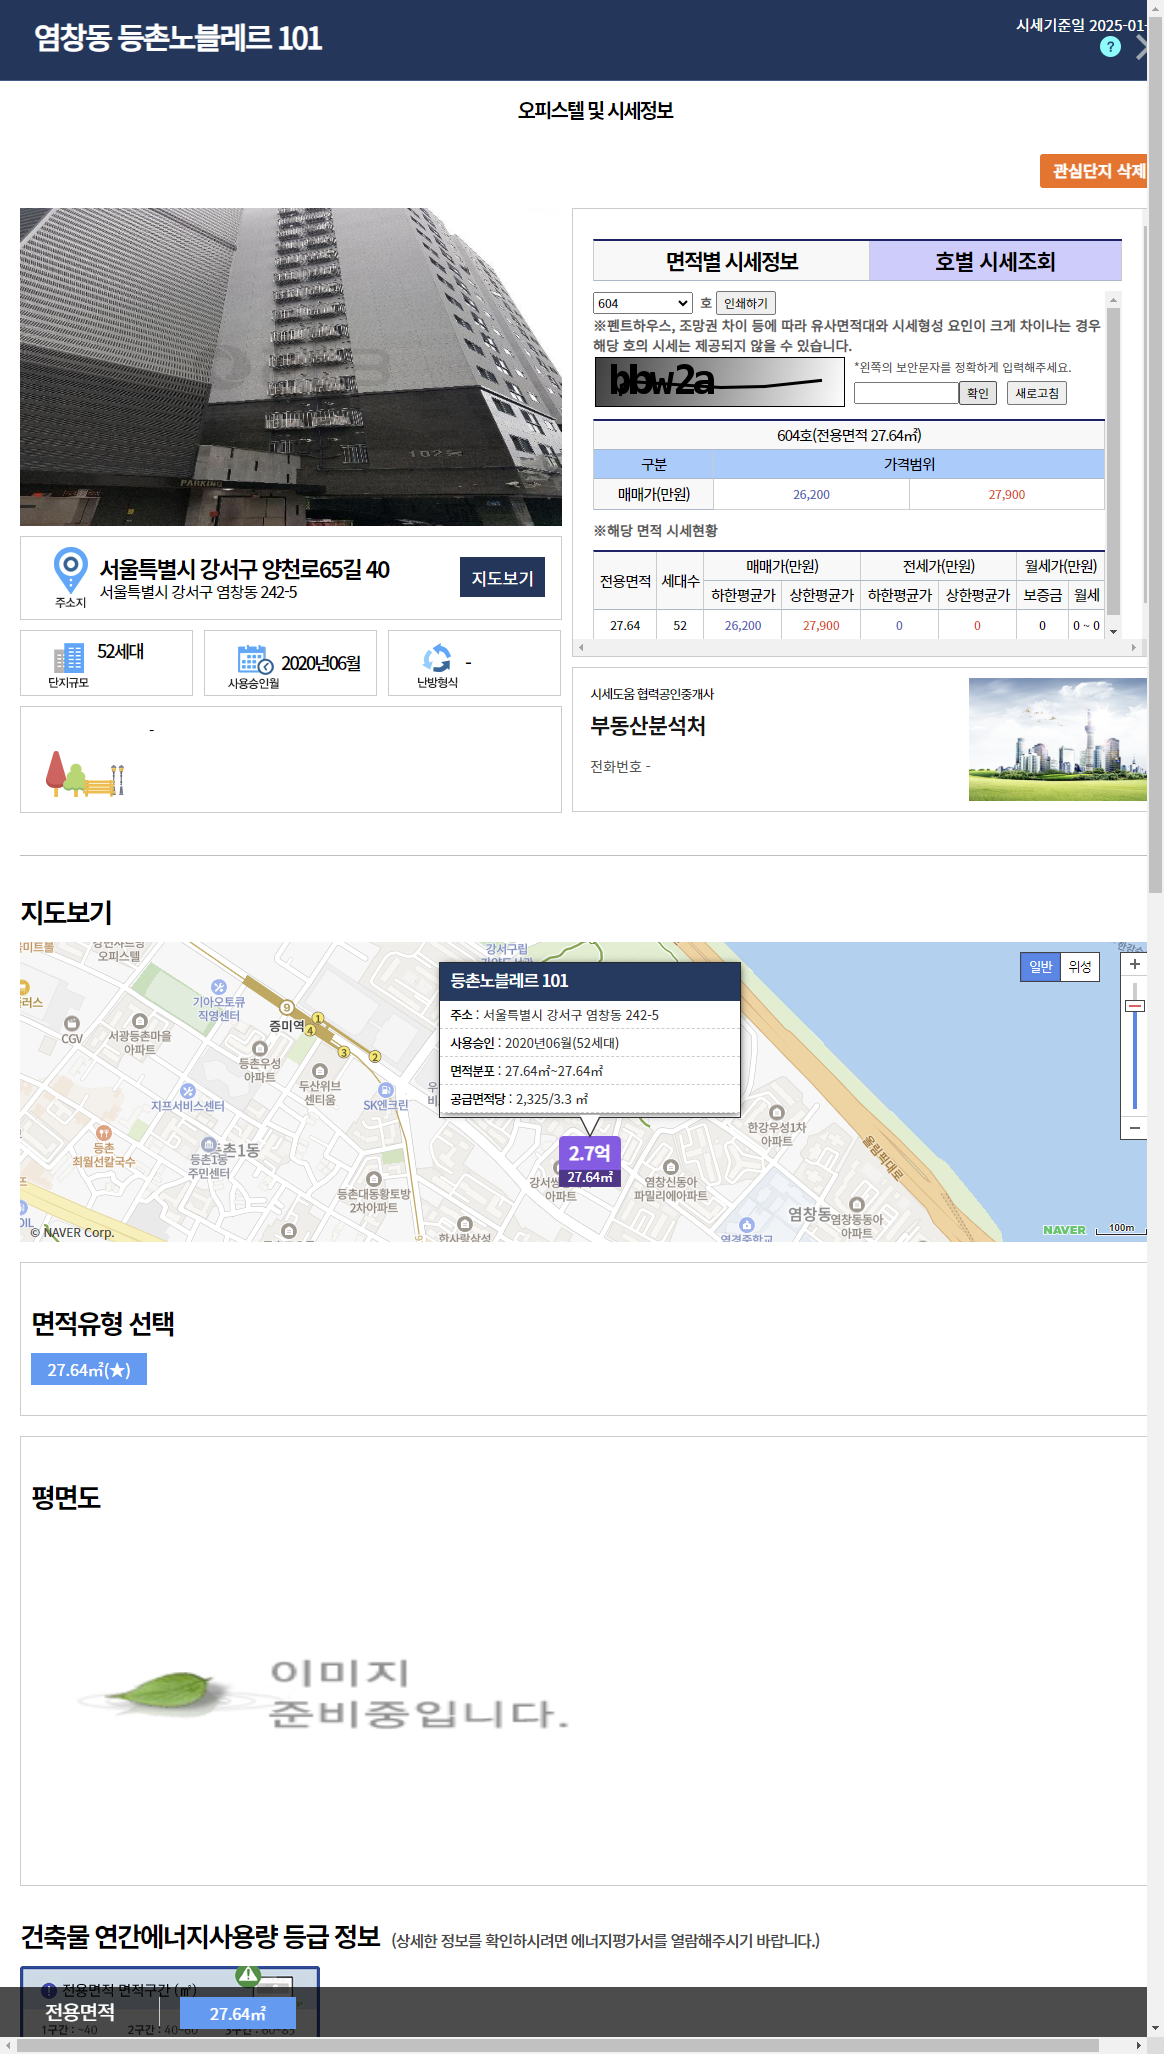 염창동 등촌노블레르 101
시세기준일 2025-01-
?
오피스텔 및 시세정보
관심단지 삭제
PARKING
서울특별시 강서구 양천로65길 40
서울특별시 강서구 염창동 242-5
주소지
지도보기
52세대
단지규모
2020년06월
사용승인월
-
난방형식
-
면적별 시세정보
호별 시세조회
604 호 인쇄하기
※펜트하우스, 조망권 차이 등에 따라 유사면적대와 시세형성 요인이 크게 차이나는 경우
해당 호의 시세는 제공되지 않을 수 있습니다.
bbw2a
*왼쪽의 보안문자를 정확하게 입력해주세요.
확인 새로고침
604호(전용면적 27.64㎡)
구분 가격범위
매매가(만원) 26,200 27,900
※해당 면적 시세현황
전용면적 세대수 매매가(만원) 전세가(만원) 월세가(만원)
하한평균가 상한평균가 하한평균가 상한평균가 보증금 월세
27.64 52 26,200 27,900 0 0 0 0 ~ 0
시세도움 협력공인중개사
부동산분석처
전화번호 -
지도보기
오피스텔
강서구립
기아오토큐
직영센터
CGV
서광등촌마을
아파트
증미역
9
1
4
3
2
등촌우성
아파트
두산위브
센티움
지프서비스센터
SK엔크린
등촌
최월선칼국수
등촌1동
등촌1동
주민센터
등촌대동황토방
2차아파트
한사랑삼성
등촌노블레르 101
주소 : 서울특별시 강서구 염창동 242-5
사용승인 : 2020년06월(52세대)
면적분포 : 27.64㎡~27.64㎡
공급면적당 : 2,325/3.3 ㎡
2.7억
27.64㎡
아파트
염창신동아
파밀리에아파트
한강우성1차
아파트
올림픽대로
염창동
염창동동아
아파트
염경중학교
일반 위성
+
−
NAVER
100m
© NAVER Corp.
면적유형 선택
27.64㎡(★)
평면도
이미지
준비중입니다.
건축물 연간에너지사용량 등급 정보 (상세한 정보를 확인하시려면 에너지평가서를 열람해주시기 바랍니다.)
전용면적 면적구간 (㎡)
전용면적 27.64㎡
1구간 : ~40 2구간 : 40~60 3구간 : 60~85